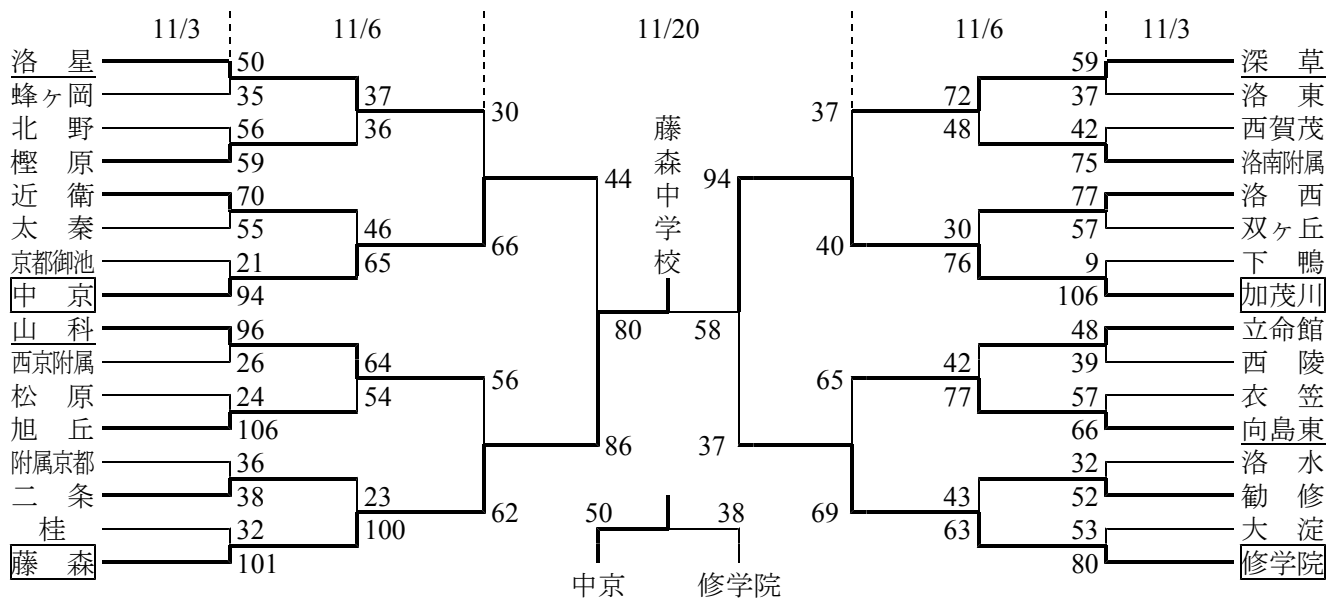 11/3 11/6 11/20 11/6 11/3
洛星 50 59 深草
蜂ヶ岡 35 37 30 37 72 37 洛東
北野 56 36 48 42 西賀茂
樫原 59 75 洛南附属
藤森中学校
44 94
近衛 70 77 洛西
太秦 55 46 66 40 30 57 双ヶ丘
京都御池 21 65 76 9 下鴨
中京 94 106 加茂川
80 58
山科 96 48 立命館
西京附属 26 64 56 65 42 39 西陵
松原 24 54 77 57 衣笠
旭丘 106 66 向島東
86 37
附属京都 36 32 洛水
二条 38 23 62 50 38 69 43 52 勧修
桂 32 100 63 53 大淀
藤森 101 80 修学院
中京 修学院